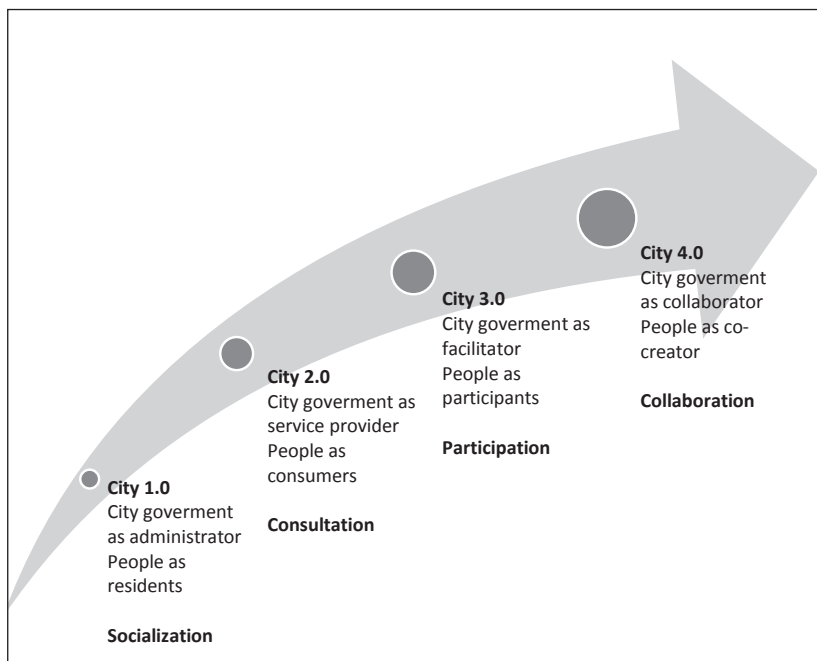 City 1.0
City goverment
as administrator
People as
residents
Socialization
City 2.0
City goverment as
service provider
People as
consumers
Consultation
City 3.0
City goverment as
facilitator
People as
participants
Participation
City 4.0
City goverment
as collaborator
People as co-
creator
Collaboration